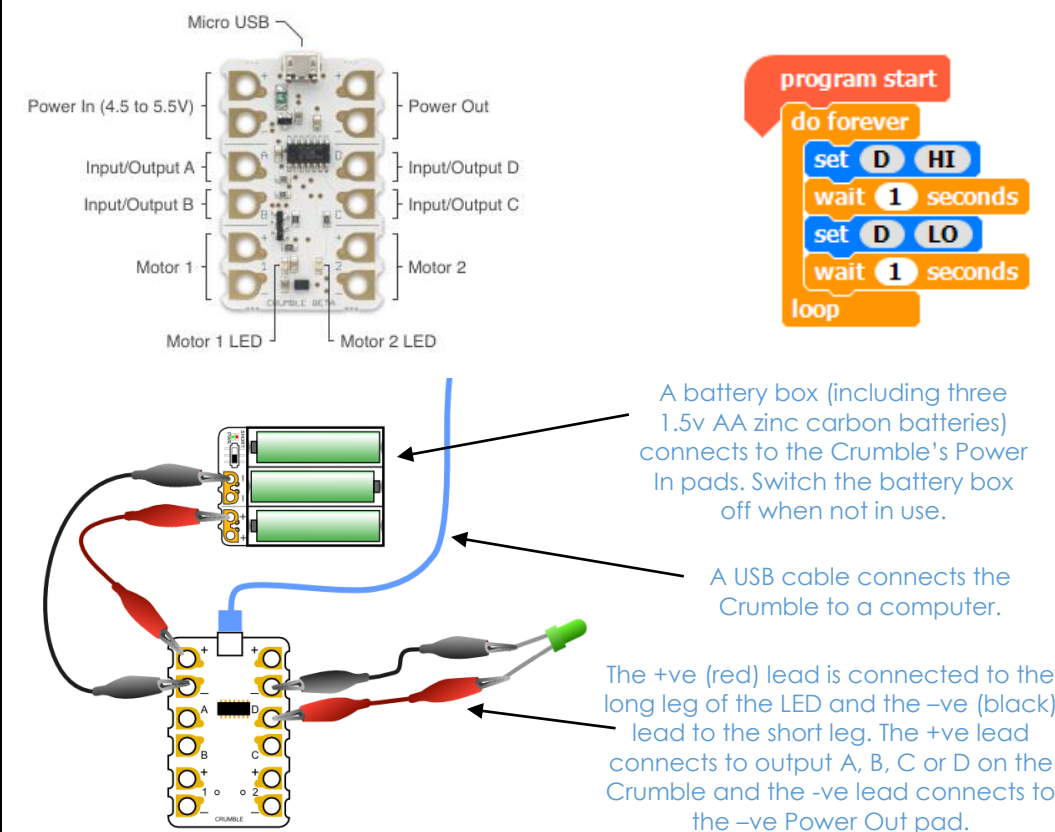 Micro USB
Power In (4.5 to 5.5V)
Power Out
Input/Output A
Input/Output D
Input/Output B
Input/Output C
Motor 1
Motor 2
Motor 1 LED
Motor 2 LED
+
+
–
–
A
D
B
C
+
+
1
2
–
–
CRUMBLE BETA
program start
do forever
set D HI
wait 1 seconds
set D LO
wait 1 seconds
loop
A battery box (including three
1.5v AA zinc carbon batteries)
connects to the Crumble’s Power
In pads. Switch the battery box
off when not in use.
A USB cable connects the
Crumble to a computer.
The +ve (red) lead is connected to the
long leg of the LED and the –ve (black)
lead to the short leg. The +ve lead
connects to output A, B, C or D on the
Crumble and the -ve lead connects to
the –ve Power Out pad.
+
+
–
–
A
D
B
C
+
+
1
2
–
–
CRUMBLE